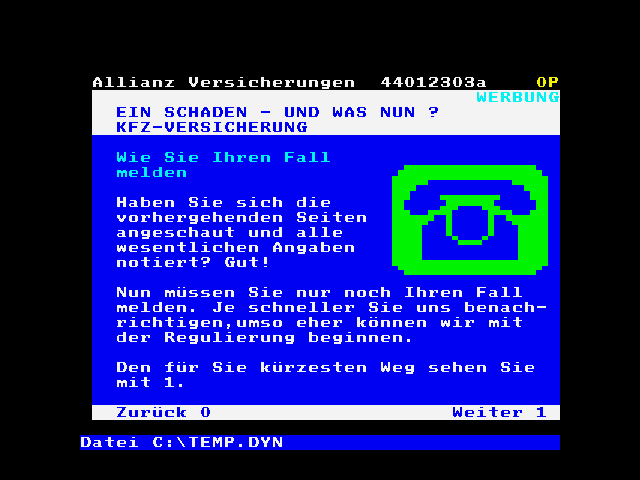 Allianz Versicherungen 44012303a 0P
WERBUNG
EIN SCHADEN - UND WAS NUN ?
KFZ-VERSICHERUNG
Wie Sie Ihren Fall
melden
Haben Sie sich die
vorhergehenden Seiten
angeschaut und alle
wesentlichen Angaben
notiert? Gut!
Nun müssen Sie nur noch Ihren Fall
melden. Je schneller Sie uns benach-
richtigen,umso eher können wir mit
der Regulierung beginnen.
Den für Sie kürzesten Weg sehen Sie
mit 1.
Zurück 0 Weiter 1
Datei C:\TEMP.DYN